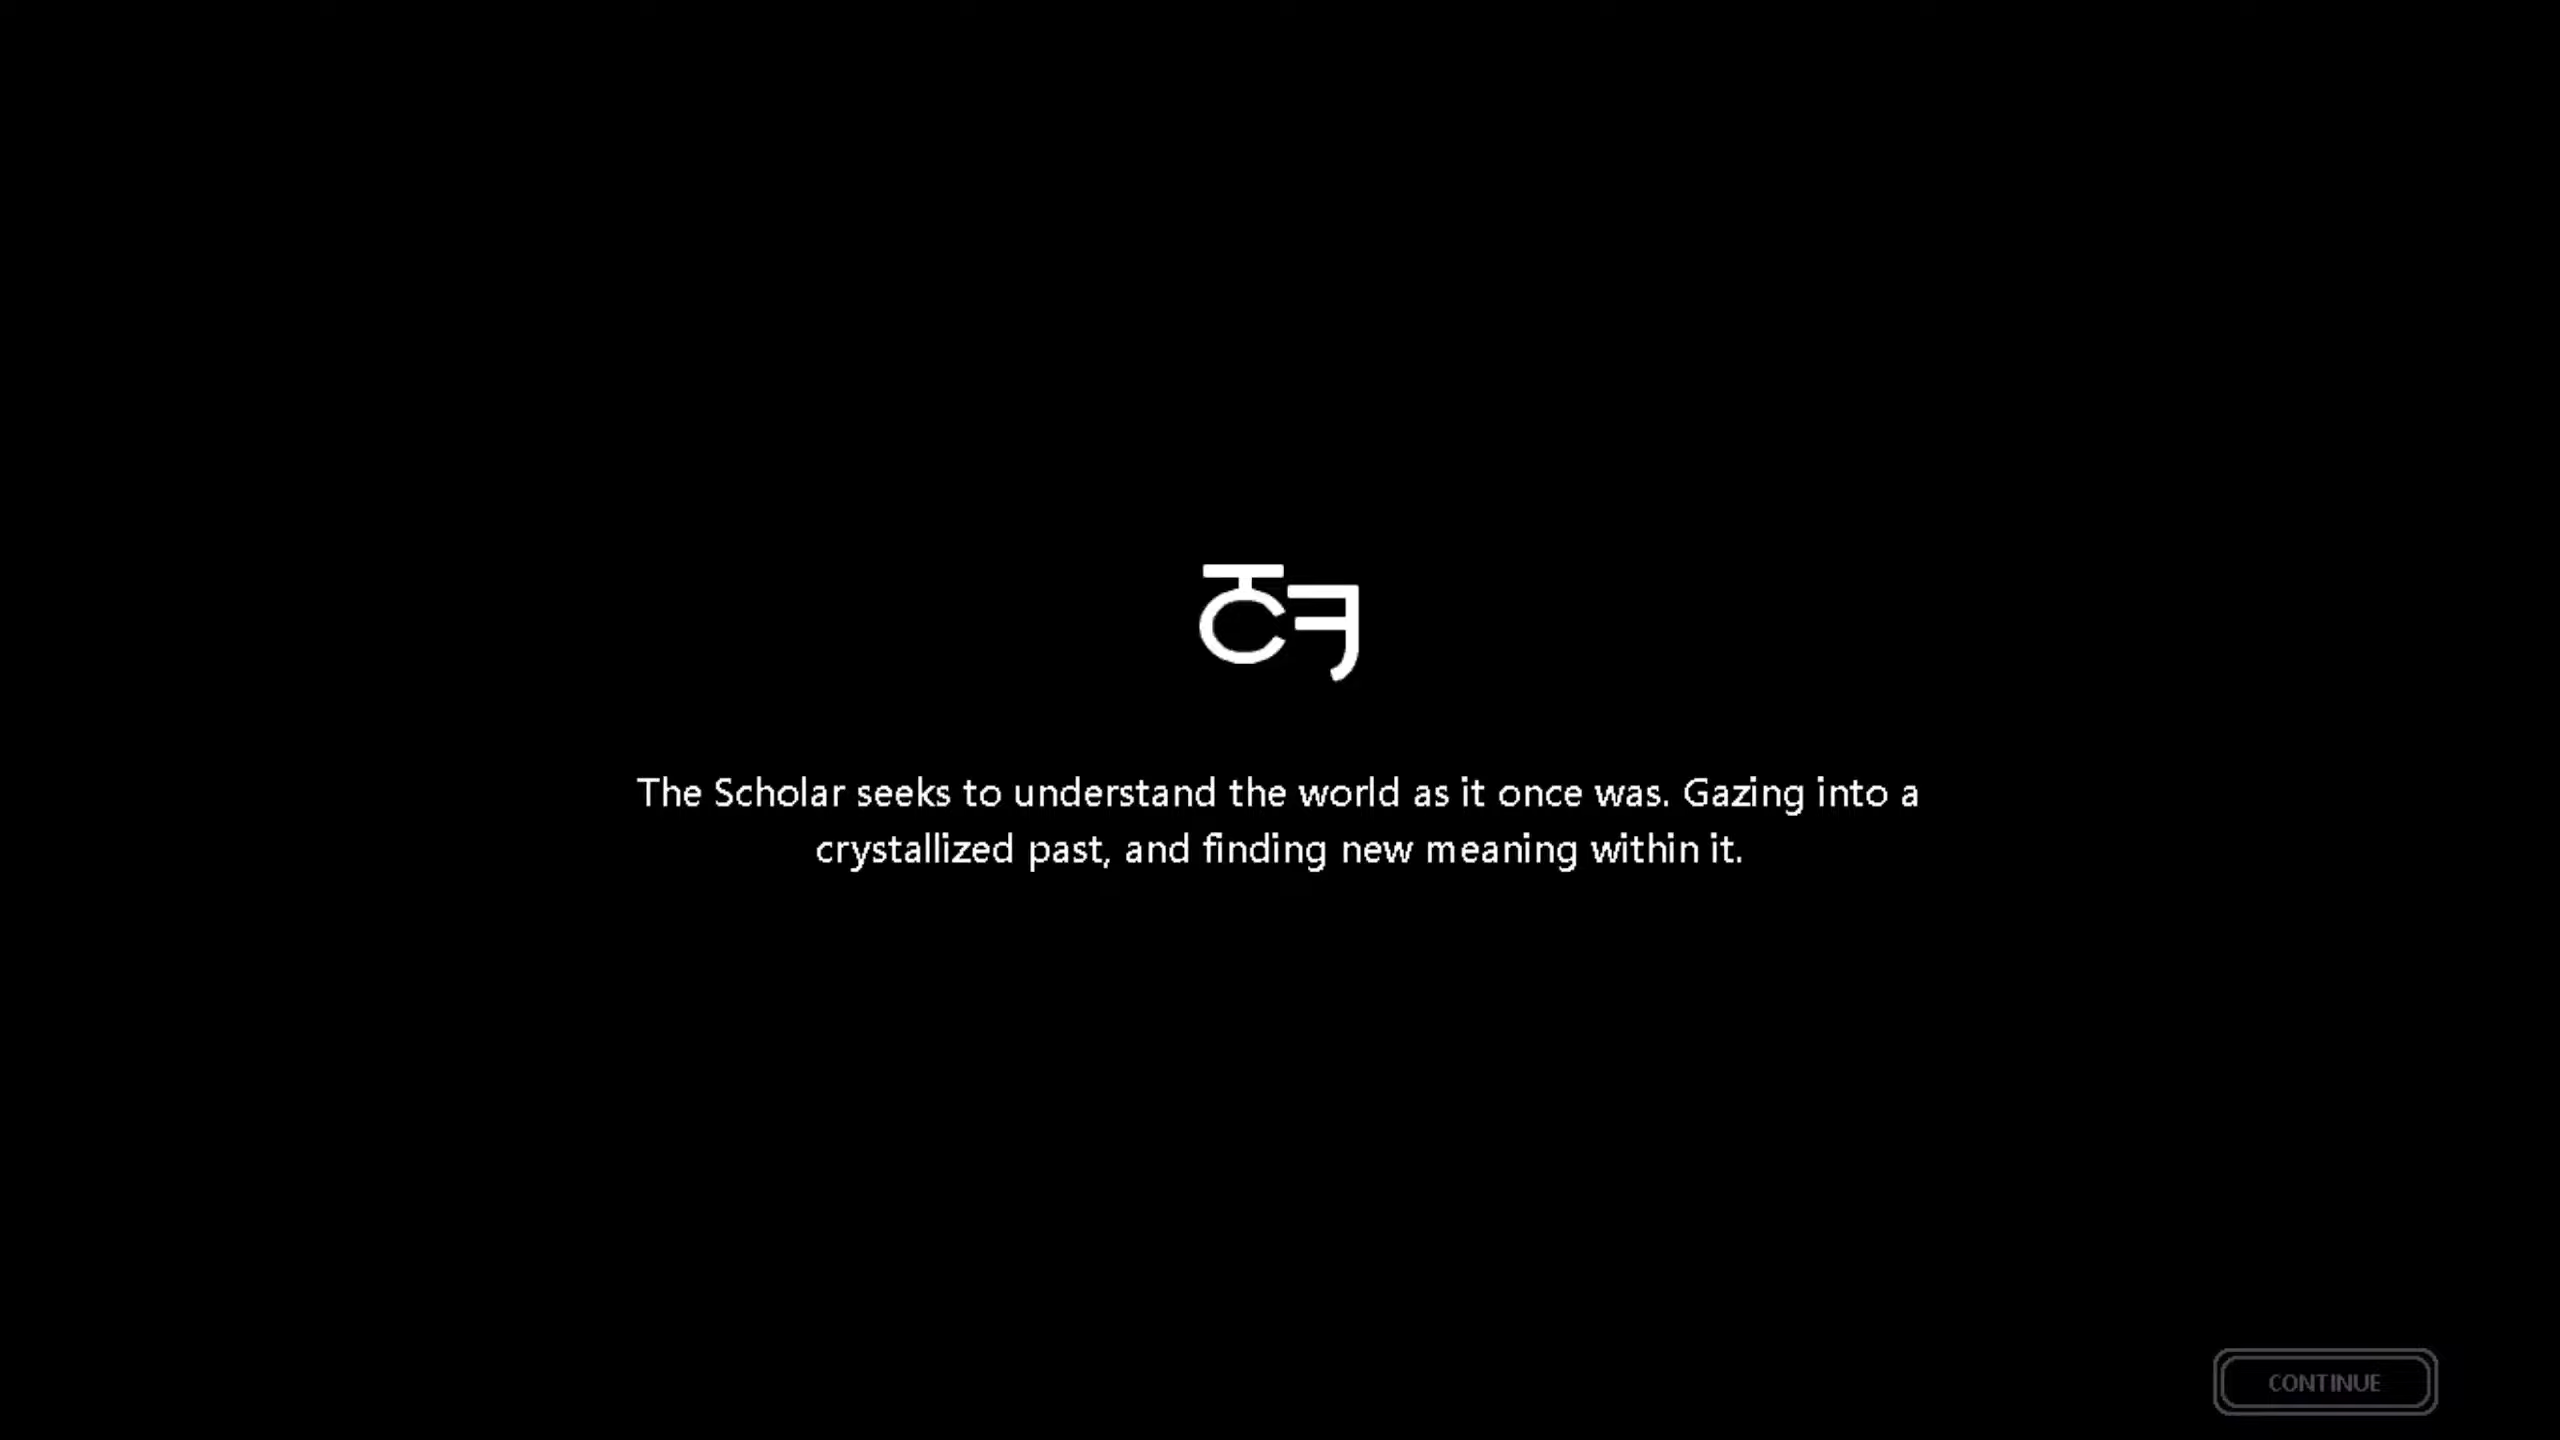 The Scholar seeks to understand the world as it once was. Gazing into a
crystallized past, and finding new meaning within it.
CONTINUE